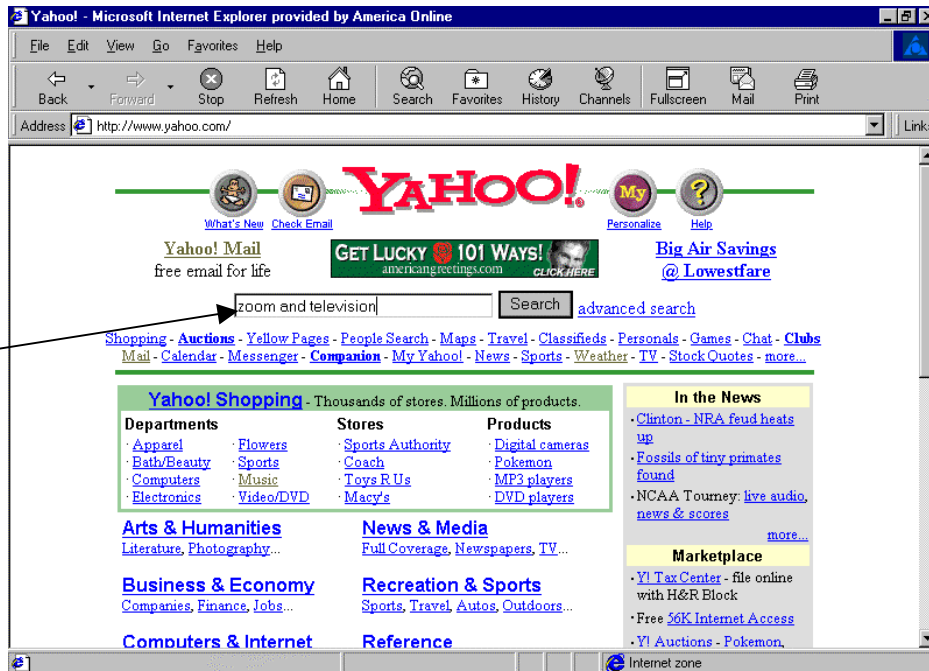 Yahoo! - Microsoft Internet Explorer provided by America Online
File Edit View Go Favorites Help
Back Forward Stop Refresh Home Search Favorites History Channels Fullscreen Mail Print
Address http://www.yahoo.com/ Link
YAHOO! My ?
What's New Check Email Personalize Help
Yahoo! Mail
free email for life
GET LUCKY 101 WAYS!
americangreetings.com CLICK HERE
Big Air Savings
@ Lowestfare
zoom and television Search advanced search
Shopping - Auctions - Yellow Pages - People Search - Maps - Travel - Classifieds - Personals - Games - Chat - Clubs
Mail - Calendar - Messenger - Companion - My Yahoo! - News - Sports - Weather - TV - Stock Quotes - more...
Yahoo! Shopping - Thousands of stores. Millions of products.
Departments Stores Products
· Apparel · Flowers · Sports Authority · Digital cameras
· Bath/Beauty · Sports · Coach · Pokemon
· Computers · Music · Toys R Us · MP3 players
· Electronics · Video/DVD · Macy's · DVD players
Arts & Humanities
Literature, Photography...
News & Media
Full Coverage, Newspapers, TV...
Business & Economy
Companies, Finance, Jobs...
Recreation & Sports
Sports, Travel, Autos, Outdoors...
Computers & Internet
Reference
In the News
· Clinton - NRA feud heats
up
· Fossils of tiny primates
found
· NCAA Tourney: live audio,
news & scores
more...
Marketplace
· Y! Tax Center - file online
with H&R Block
· Free 56K Internet Access
· Y! Auctions - Pokemon,
Internet zone